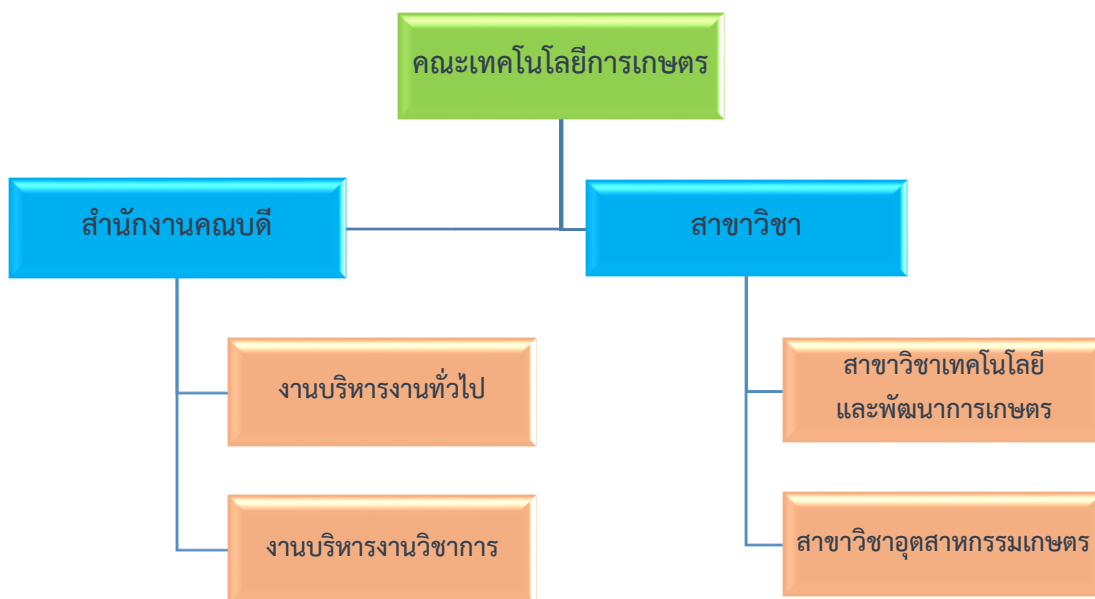 คณะเทคโนโลยีการเกษตร
สำนักงานคณบดี
สาขาวิชา
งานบริหารงานทั่วไป
สาขาวิชาเทคโนโลยี
และพัฒนาการเกษตร
งานบริหารงานวิชาการ
สาขาวิชาอุตสาหกรรมเกษตร